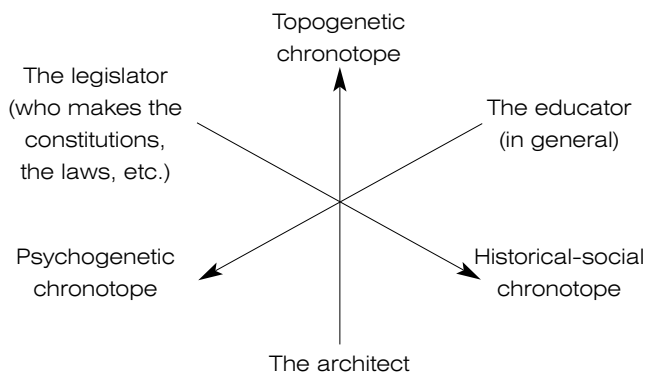 Topogenetic
chronotope
The legislator
(who makes the
constitutions,
the laws, etc.)
The educator
(in general)
Psychogenetic
chronotope
Historical-social
chronotope
The architect